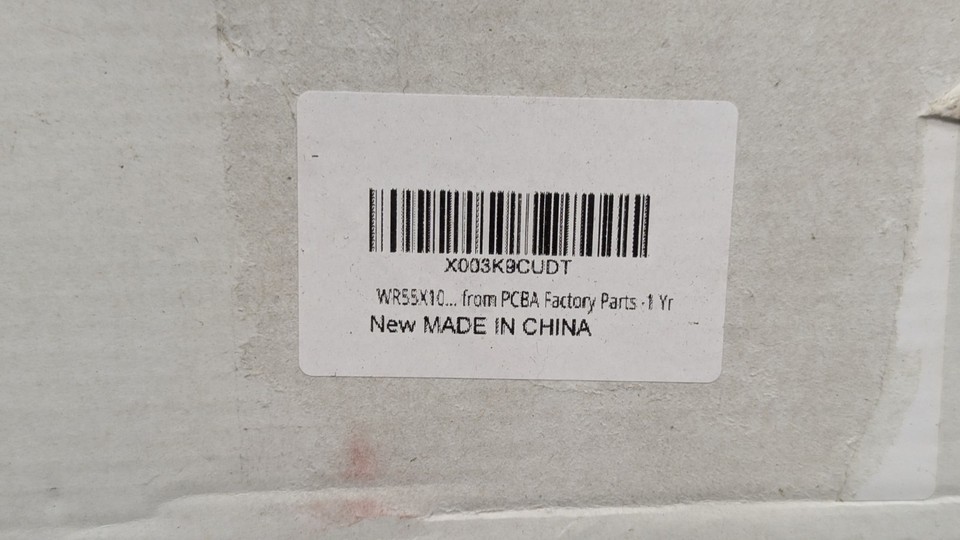 X003K9CUDT
WR55X10... from PCBA Factory Parts -1 Yr
New MADE IN CHINA